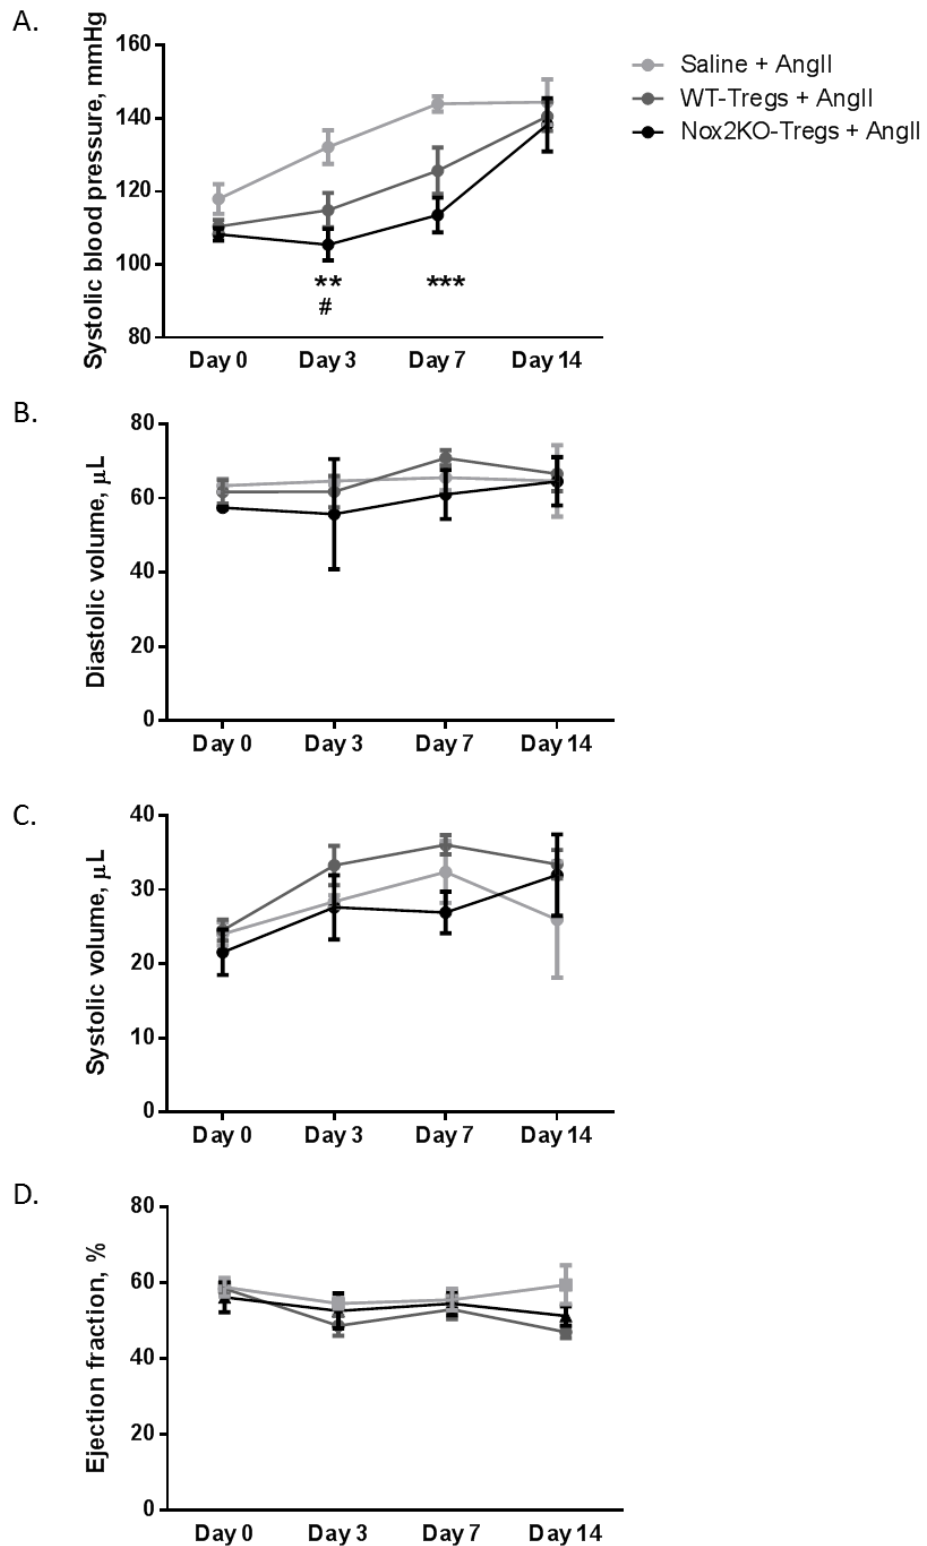 A.
Systolic blood pressure, mmHg
160
140
120
100
80
**
#
***
Day 0 Day 3 Day 7 Day 14
Saline + AngII
WT-Tregs + AngII
Nox2KO-Tregs + AngII
B.
Diastolic volume, μL
80
60
40
20
0
Day 0 Day 3 Day 7 Day 14
C.
Systolic volume, μL
40
30
20
10
0
Day 0 Day 3 Day 7 Day 14
D.
Ejection fraction, %
80
60
40
20
0
Day 0 Day 3 Day 7 Day 14